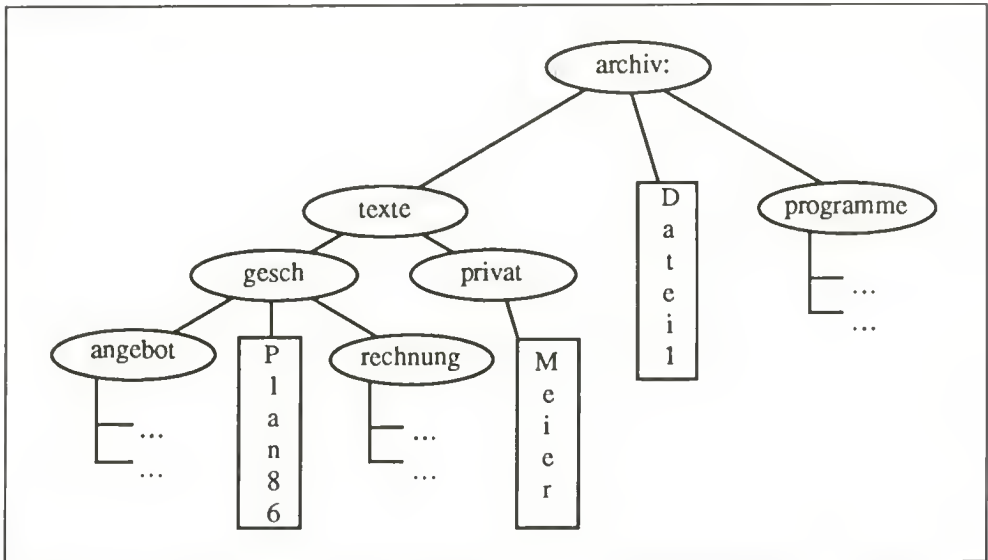 archiv:
texte
Datei1
programme
gesch
privat
...
...
angebot
Plan86
rechnung
Meier
...
...
...
...